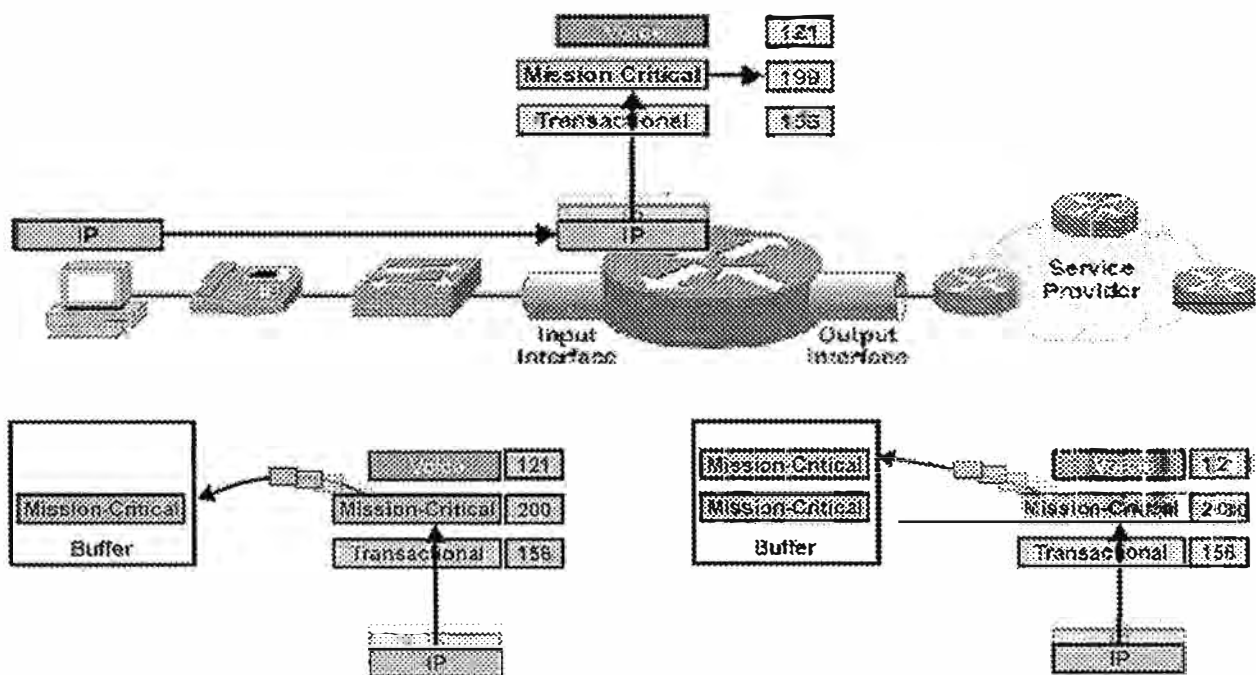 Voice 121
Mission Critical 199
Transactional 156
IP
IP
Input Interface
Output Interface
Service Provider
Mission-Critical
Buffer
Voice 121
Mission-Critical 200
Transactional 156
IP
Mission-Critical
Mission-Critical
Buffer
Mission-Critical
Transactional 156
IP